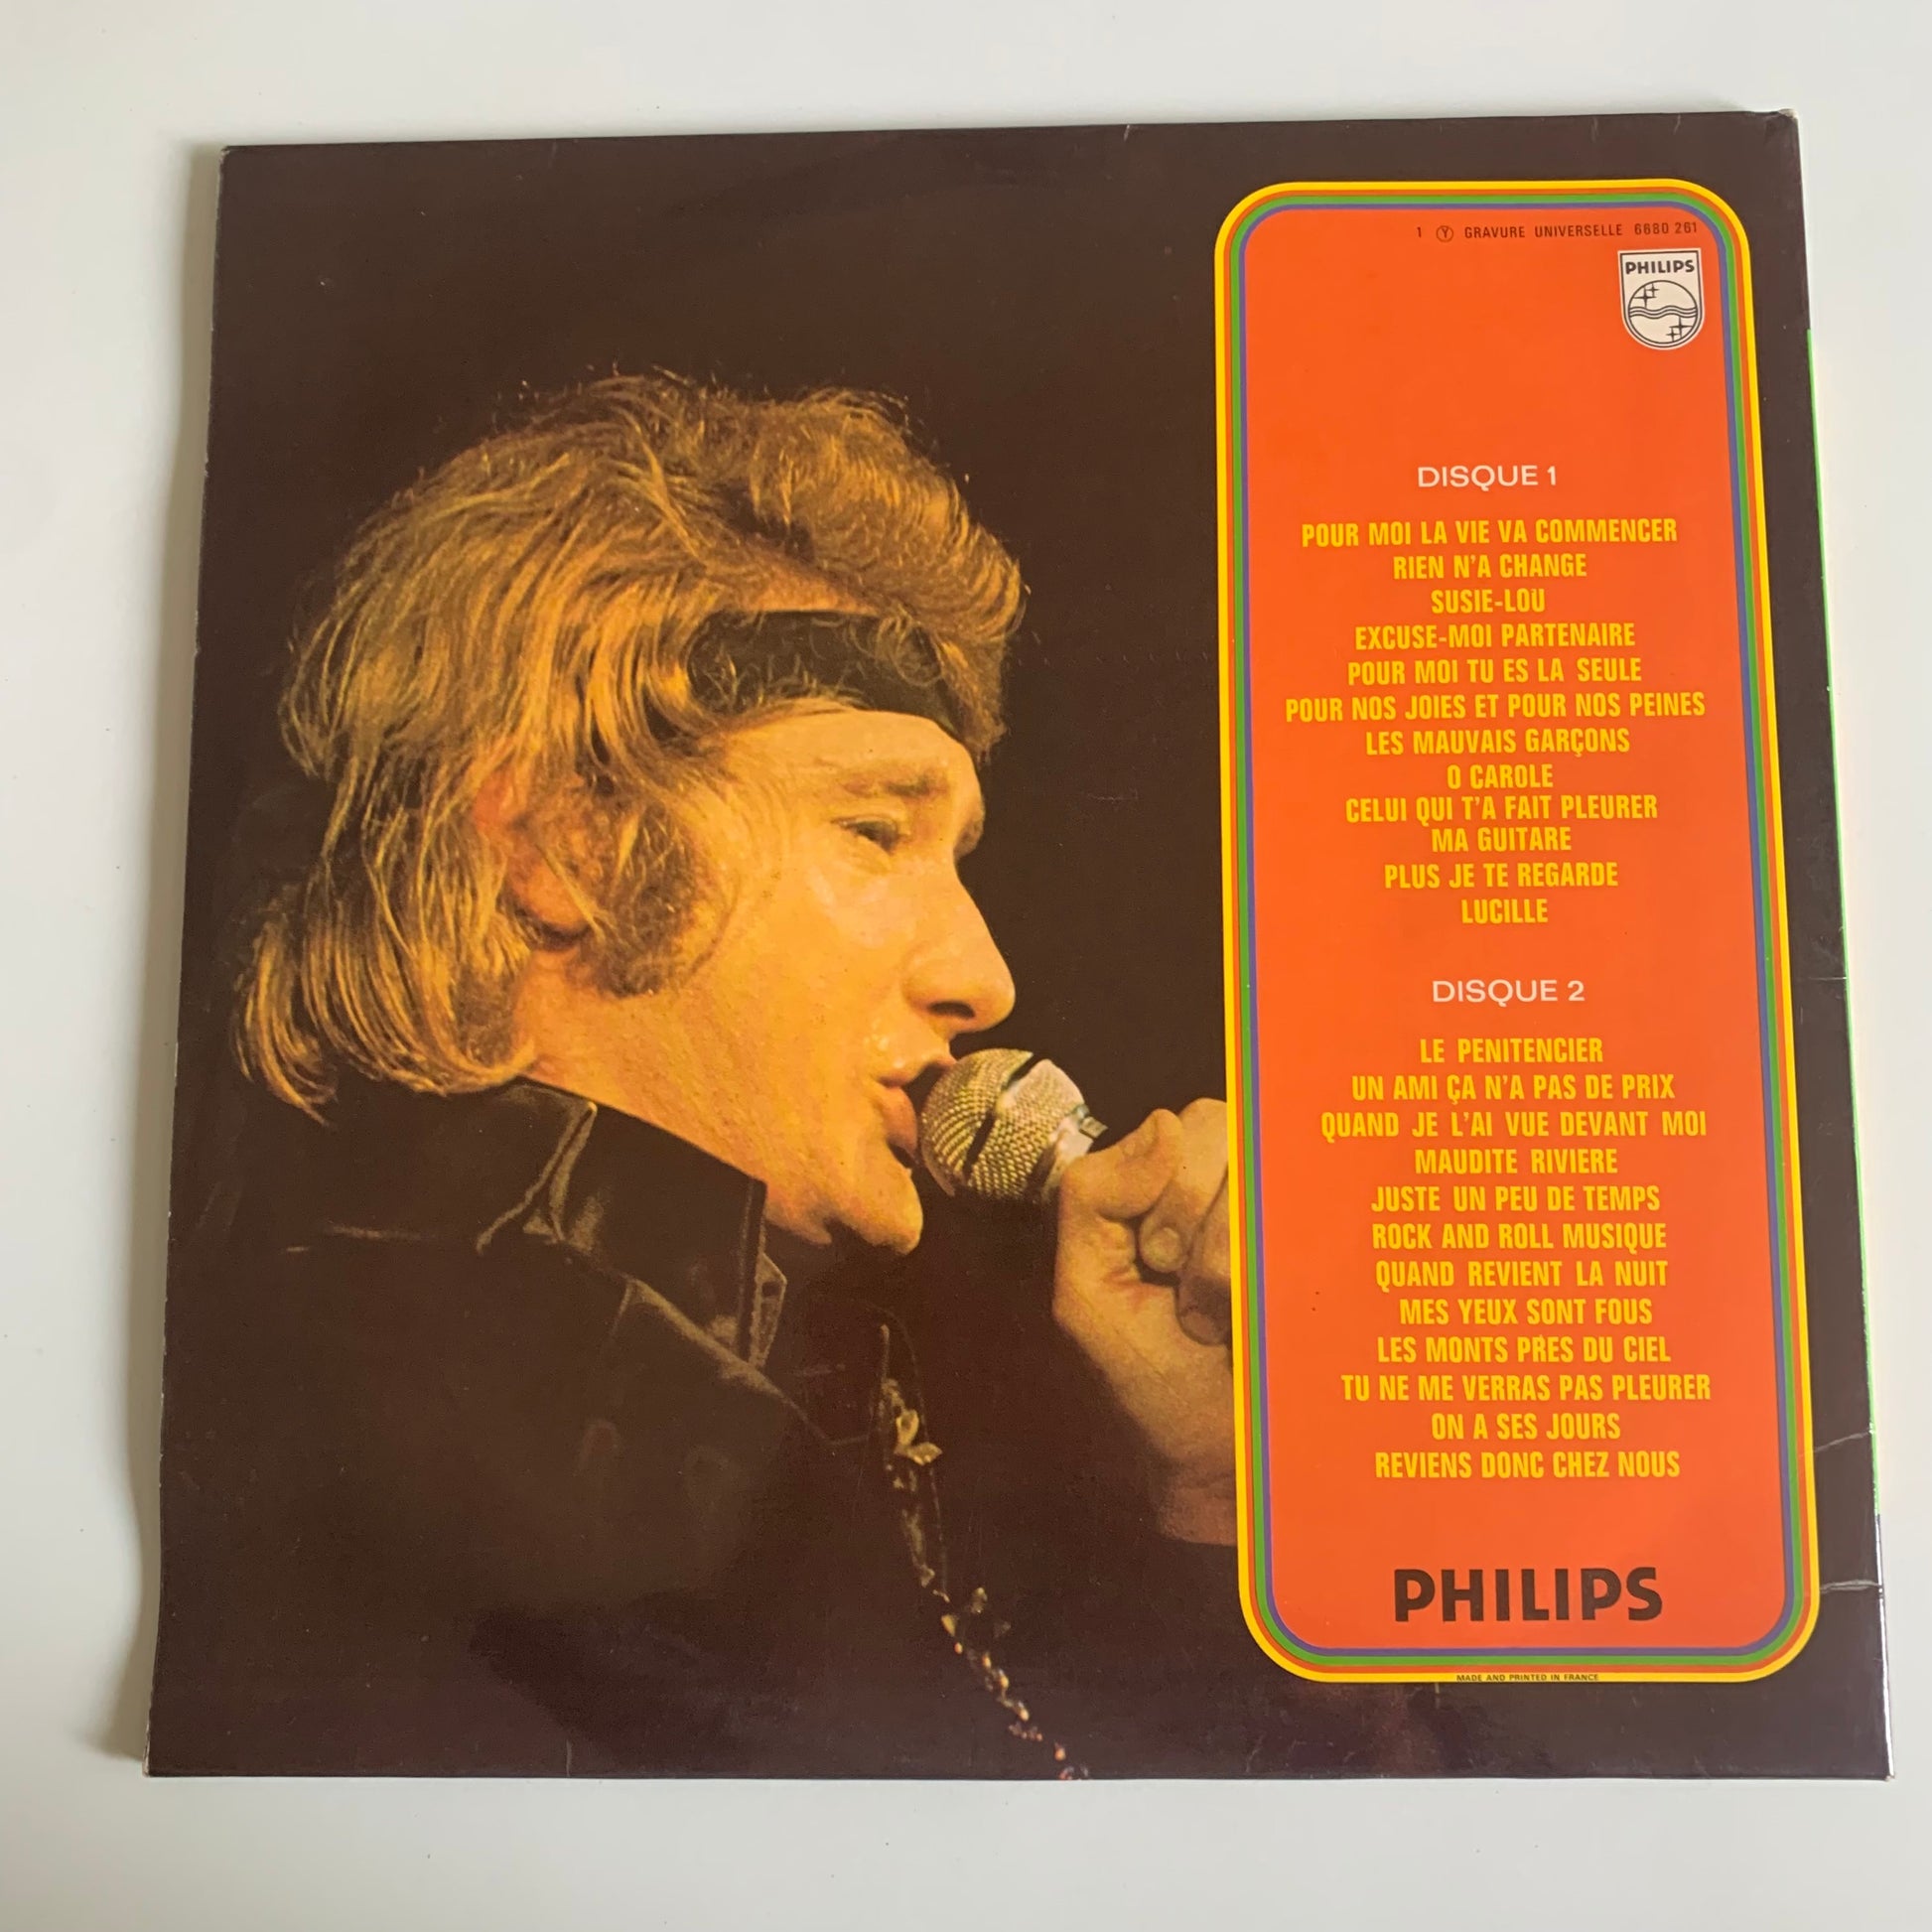 1 Y GRAVURE UNIVERSELLE 6680 261
PHILIPS
DISQUE 1
POUR MOI LA VIE VA COMMENCER
RIEN N'A CHANGE
SUSIE-LOU
EXCUSE-MOI PARTENAIRE
POUR MOI TU ES LA SEULE
POUR NOS JOIES ET POUR NOS PEINES
LES MAUVAIS GARÇONS
O CAROLE
CELUI QUI T'A FAIT PLEURER
MA GUITARE
PLUS JE TE REGARDE
LUCILLE
DISQUE 2
LE PENITENCIER
UN AMI ÇA N'A PAS DE PRIX
QUAND JE L'AI VUE DEVANT MOI
MAUDITE RIVIERE
JUSTE UN PEU DE TEMPS
ROCK AND ROLL MUSIQUE
QUAND REVIENT LA NUIT
MES YEUX SONT FOUS
LES MONTS PRES DU CIEL
TU NE ME VERRAS PAS PLEURER
ON A SES JOURS
REVIENS DONC CHEZ NOUS
PHILIPS
MADE AND PRINTED IN FRANCE